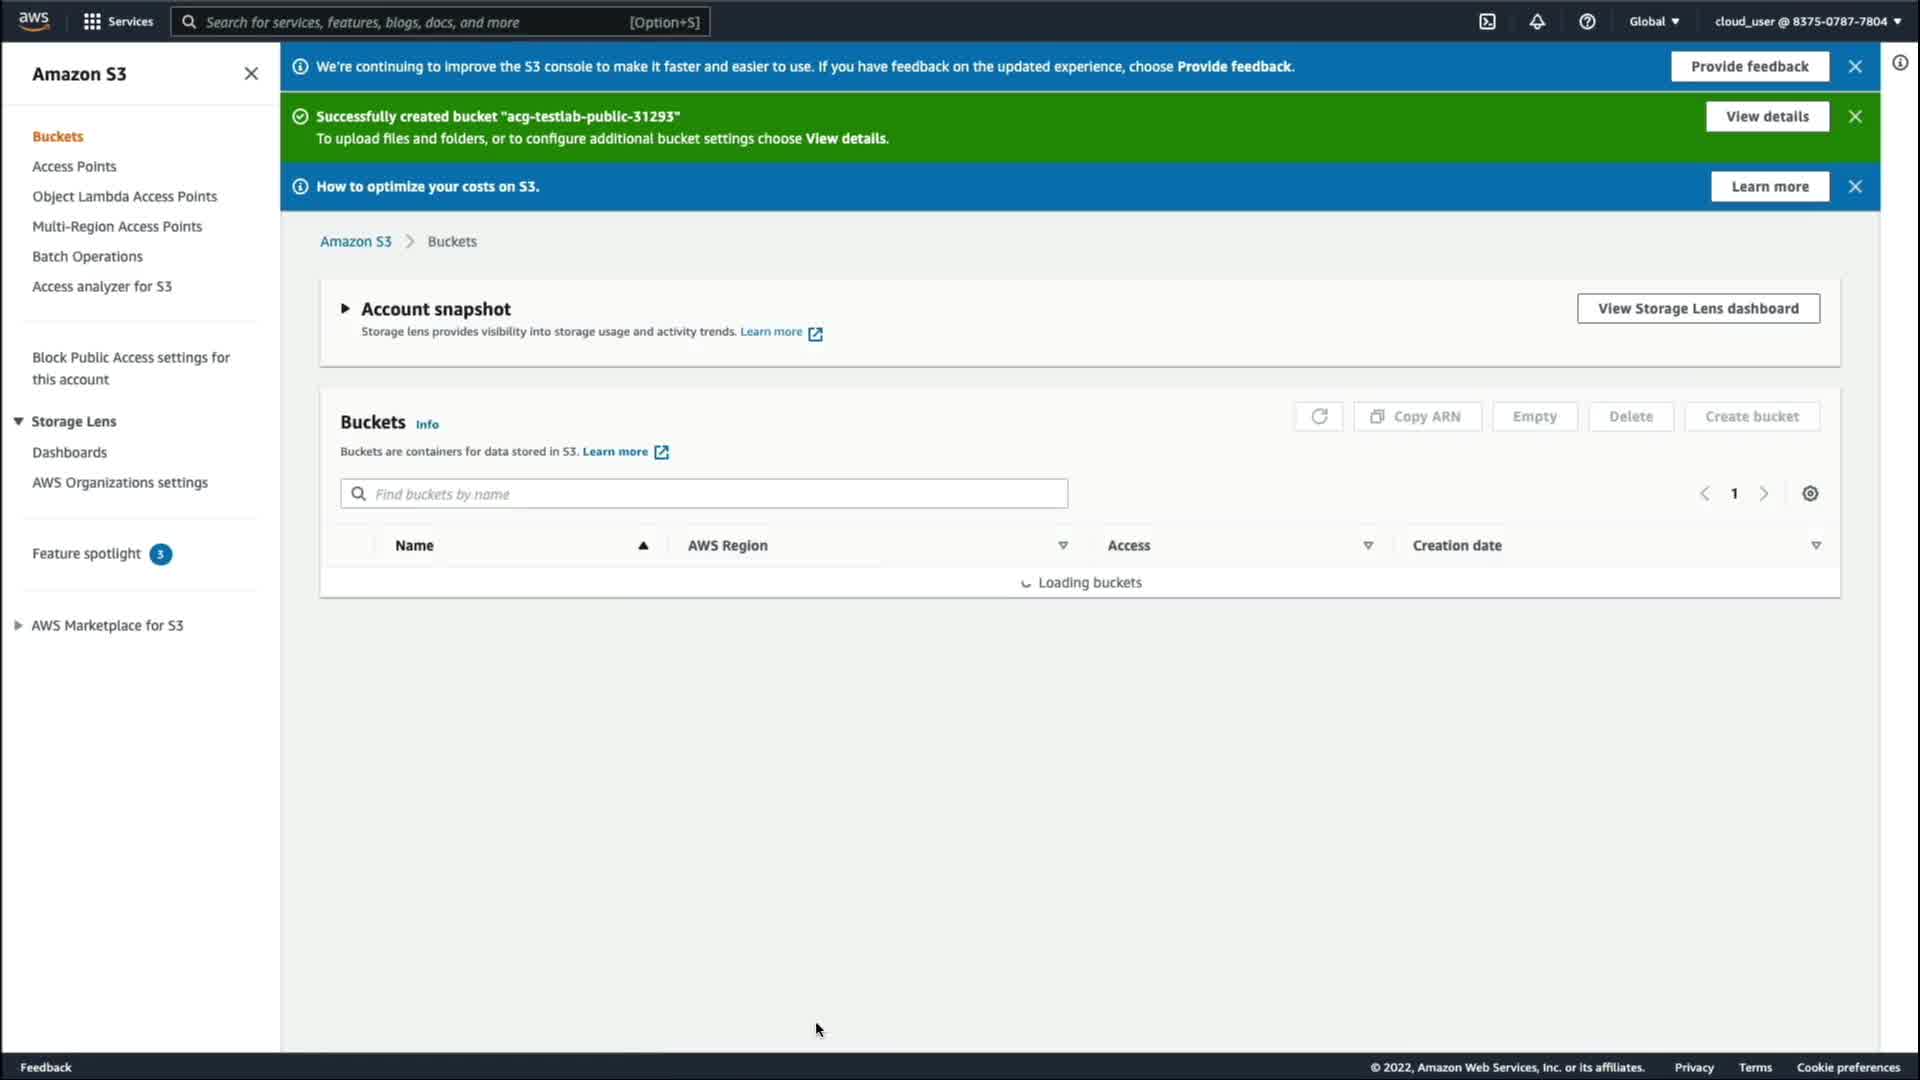 aws
Services
Search for services, features, blogs, docs, and more
[Option+S]
Global
cloud_user @ 8375-0787-7804
Amazon S3
Buckets
Access Points
Object Lambda Access Points
Multi-Region Access Points
Batch Operations
Access analyzer for S3
Block Public Access settings for
this account
Storage Lens
Dashboards
AWS Organizations settings
Feature spotlight 3
AWS Marketplace for S3
We're continuing to improve the S3 console to make it faster and easier to use. If you have feedback on the updated experience, choose Provide feedback.
Provide feedback
Successfully created bucket "acg-testlab-public-31293"
To upload files and folders, or to configure additional bucket settings choose View details.
View details
How to optimize your costs on S3.
Learn more
Amazon S3 > Buckets
Account snapshot
Storage lens provides visibility into storage usage and activity trends. Learn more
View Storage Lens dashboard
Buckets Info
Buckets are containers for data stored in S3. Learn more
Copy ARN
Empty
Delete
Create bucket
Find buckets by name
1
Name
AWS Region
Access
Creation date
Loading buckets
Feedback
© 2022, Amazon Web Services, Inc. or its affiliates.
Privacy
Terms
Cookie preferences